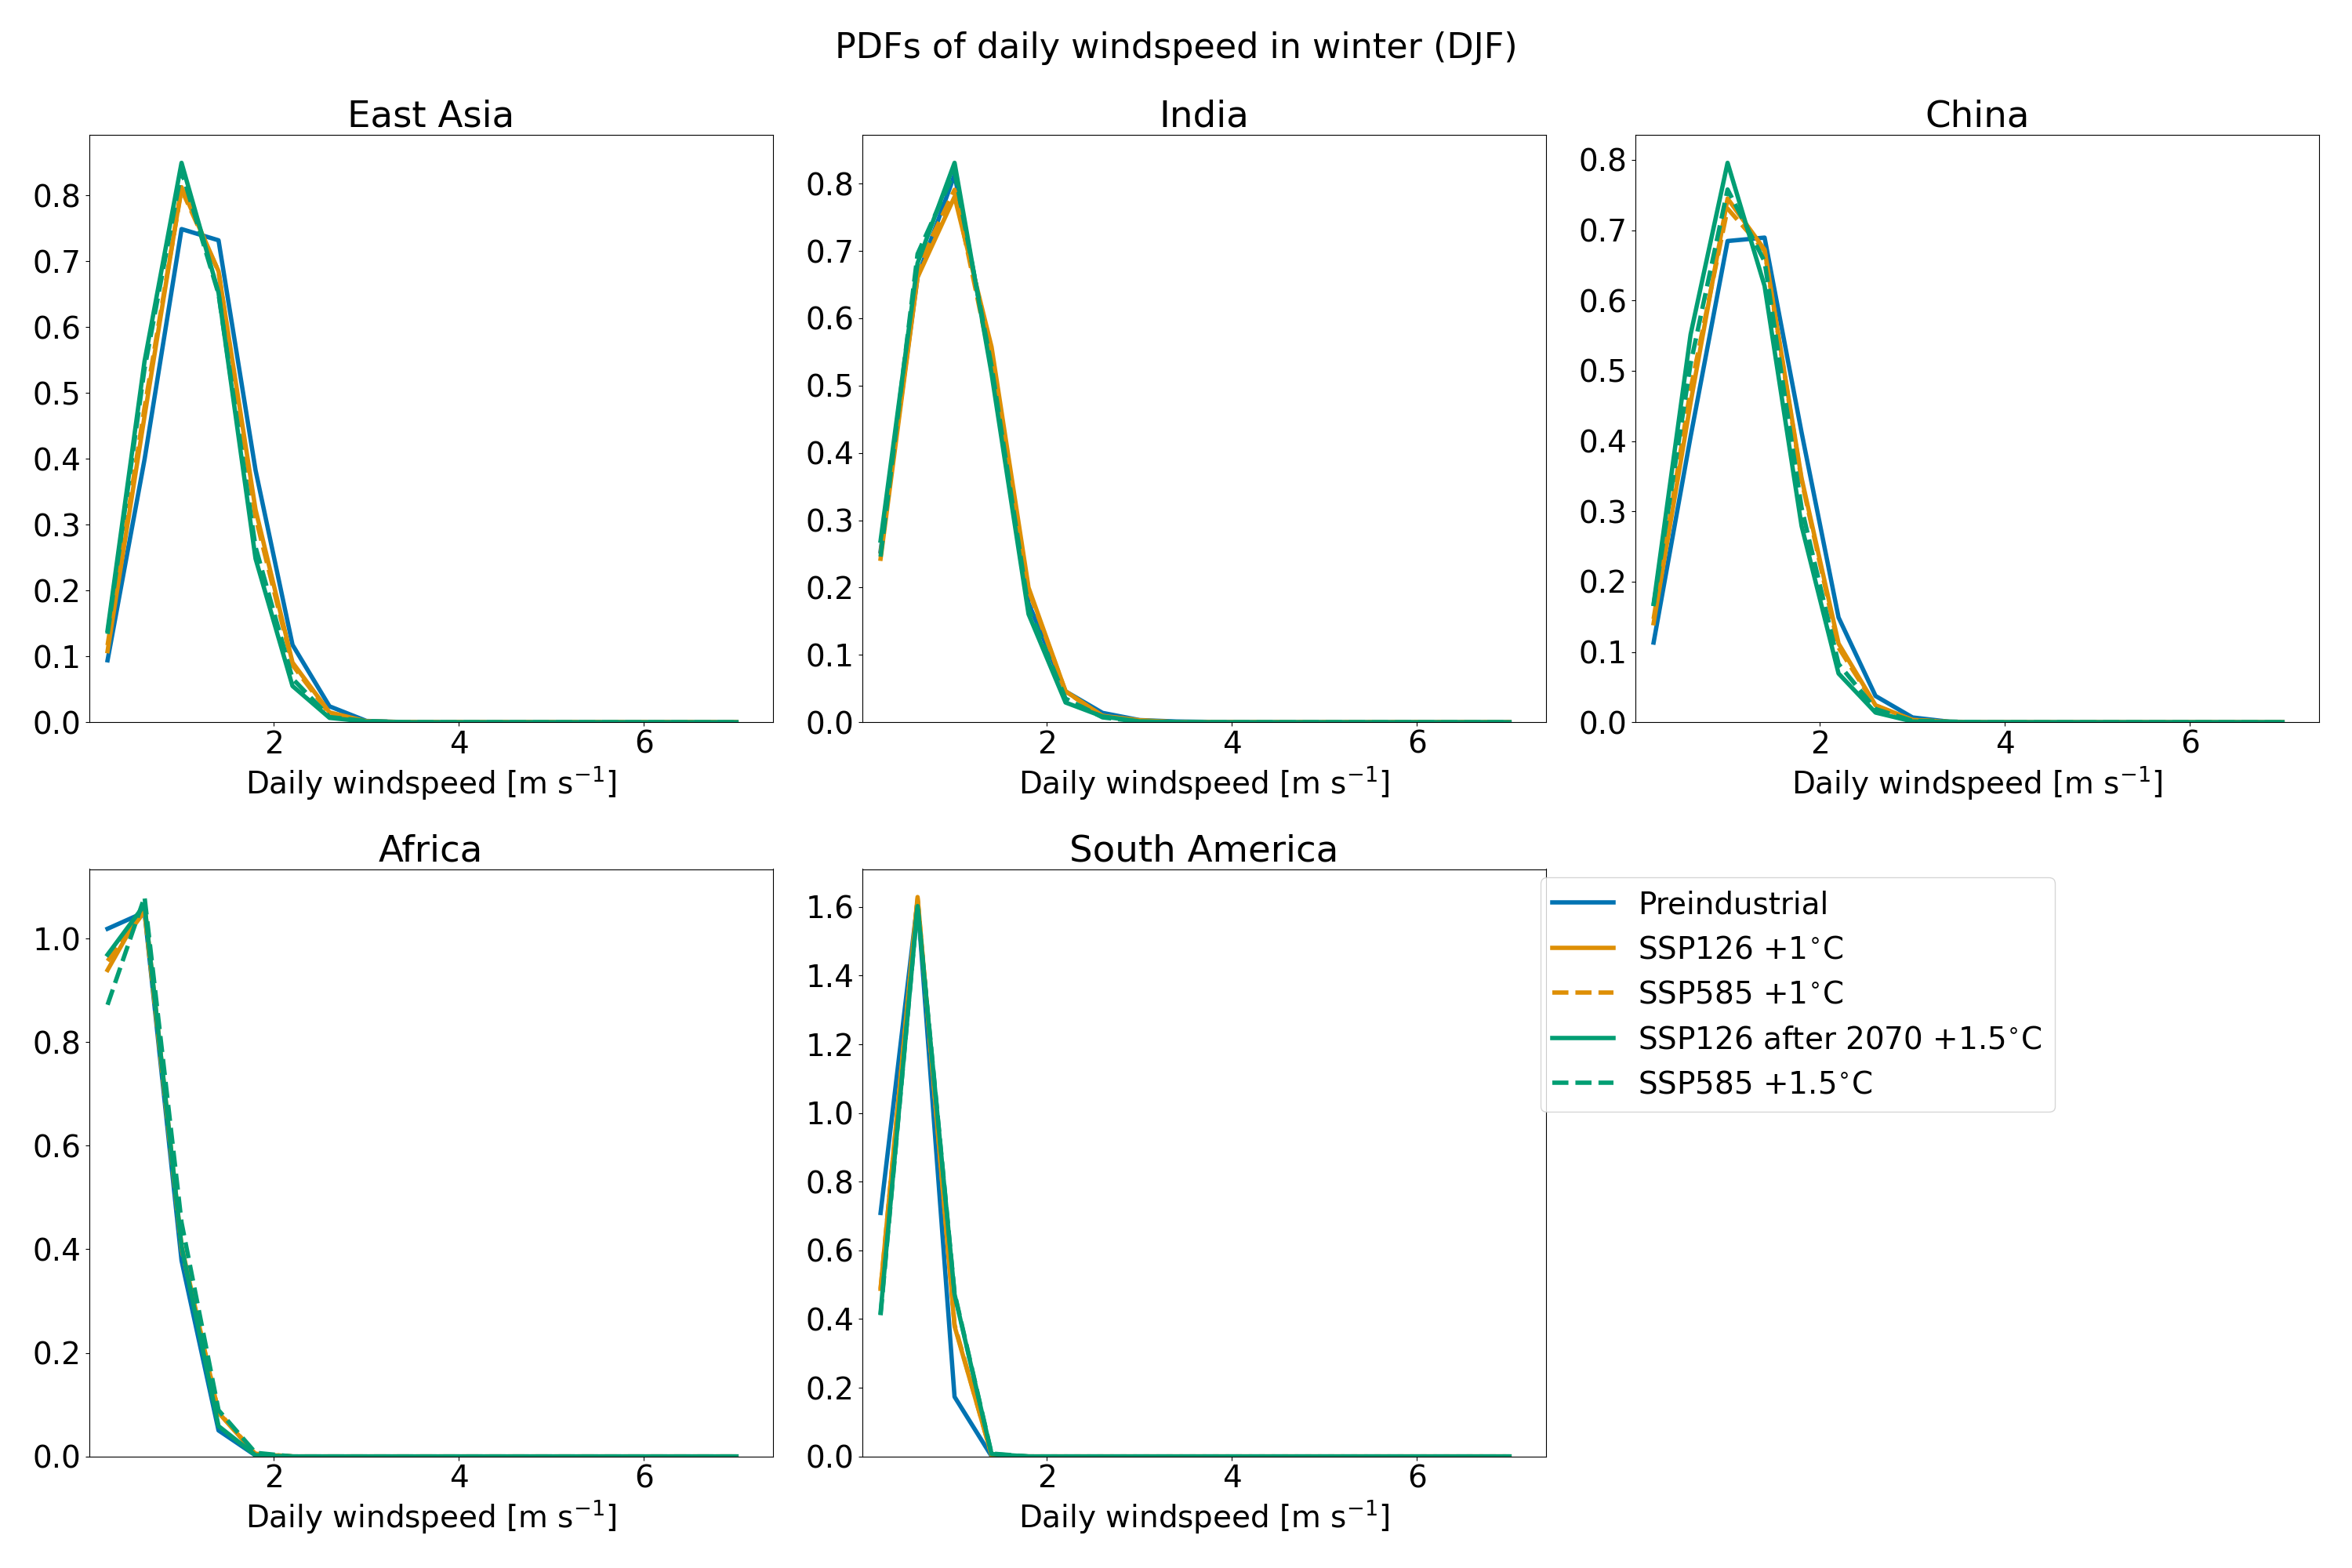 PDFs of daily windspeed in winter (DJF)
East Asia
0.8
0.7
0.6
0.5
0.4
0.3
0.2
0.1
0.0
2 4 6
Daily windspeed [m s⁻¹]
India
0.8
0.7
0.6
0.5
0.4
0.3
0.2
0.1
0.0
2 4 6
Daily windspeed [m s⁻¹]
China
0.8
0.7
0.6
0.5
0.4
0.3
0.2
0.1
0.0
2 4 6
Daily windspeed [m s⁻¹]
Africa
1.0
0.8
0.6
0.4
0.2
0.0
2 4 6
Daily windspeed [m s⁻¹]
South America
1.6
1.4
1.2
1.0
0.8
0.6
0.4
0.2
0.0
2 4 6
Daily windspeed [m s⁻¹]
Preindustrial
SSP126 +1°C
SSP585 +1°C
SSP126 after 2070 +1.5°C
SSP585 +1.5°C